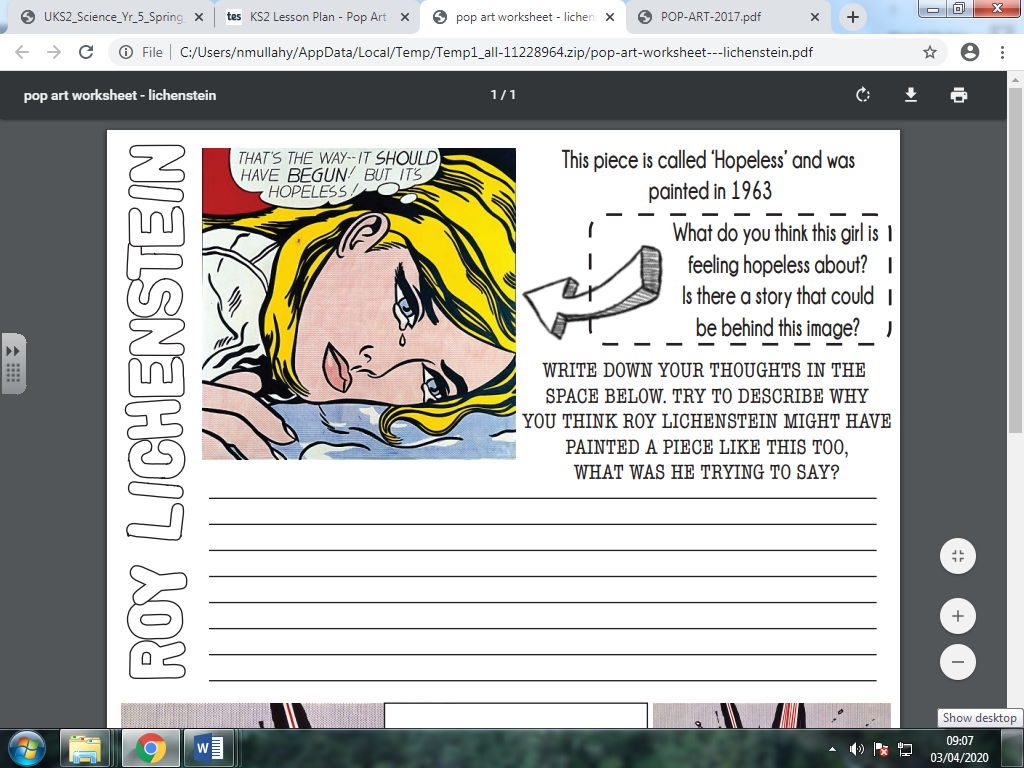 UKS2_Science_Yr_5_Spring_
tes KS2 Lesson Plan - Pop Art
pop art worksheet - lichen
POP-ART-2017.pdf
File | C:/Users/nmullahy/AppData/Local/Temp/Temp1_all-11228964.zip/pop-art-worksheet---lichenstein.pdf
pop art worksheet - lichenstein
1 / 1
ROY LICHENSTEIN
THAT'S THE WAY--IT SHOULD
HAVE BEGUN! BUT ITS
HOPELESS!
This piece is called ‘Hopeless’ and was
painted in 1963
What do you think this girl is
feeling hopeless about?
Is there a story that could
be behind this image?
WRITE DOWN YOUR THOUGHTS IN THE
SPACE BELOW. TRY TO DESCRIBE WHY
YOU THINK ROY LICHENSTEIN MIGHT HAVE
PAINTED A PIECE LIKE THIS TOO,
WHAT WAS HE TRYING TO SAY?
Show desktop
09:07
03/04/2020